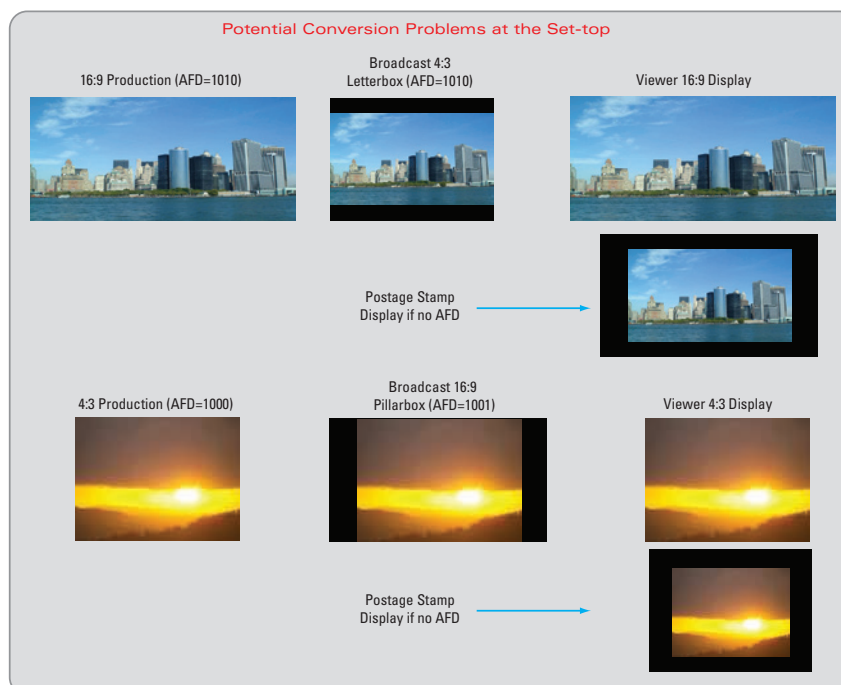 Potential Conversion Problems at the Set-top
16:9 Production (AFD=1010)
Broadcast 4:3
Letterbox (AFD=1010)
Viewer 16:9 Display
Postage Stamp
Display if no AFD
4:3 Production (AFD=1000)
Broadcast 16:9
Pillarbox (AFD=1001)
Viewer 4:3 Display
Postage Stamp
Display if no AFD